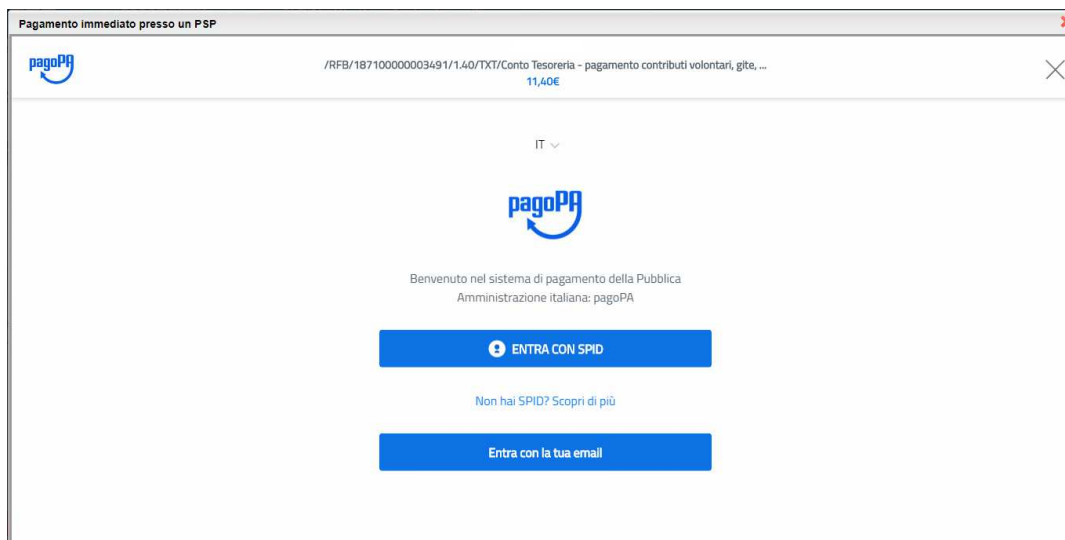 Pagamento immediato presso un PSP
pagoPA
/RFB/187100000003491/1.40/TXT/Conto Tesoreria - pagamento contributi volontari, gite, ...
11,40€
IT
pagoPA
Benvenuto nel sistema di pagamento della Pubblica
Amministrazione italiana: pagoPA
ENTRA CON SPID
Non hai SPID? Scopri di più
Entra con la tua email